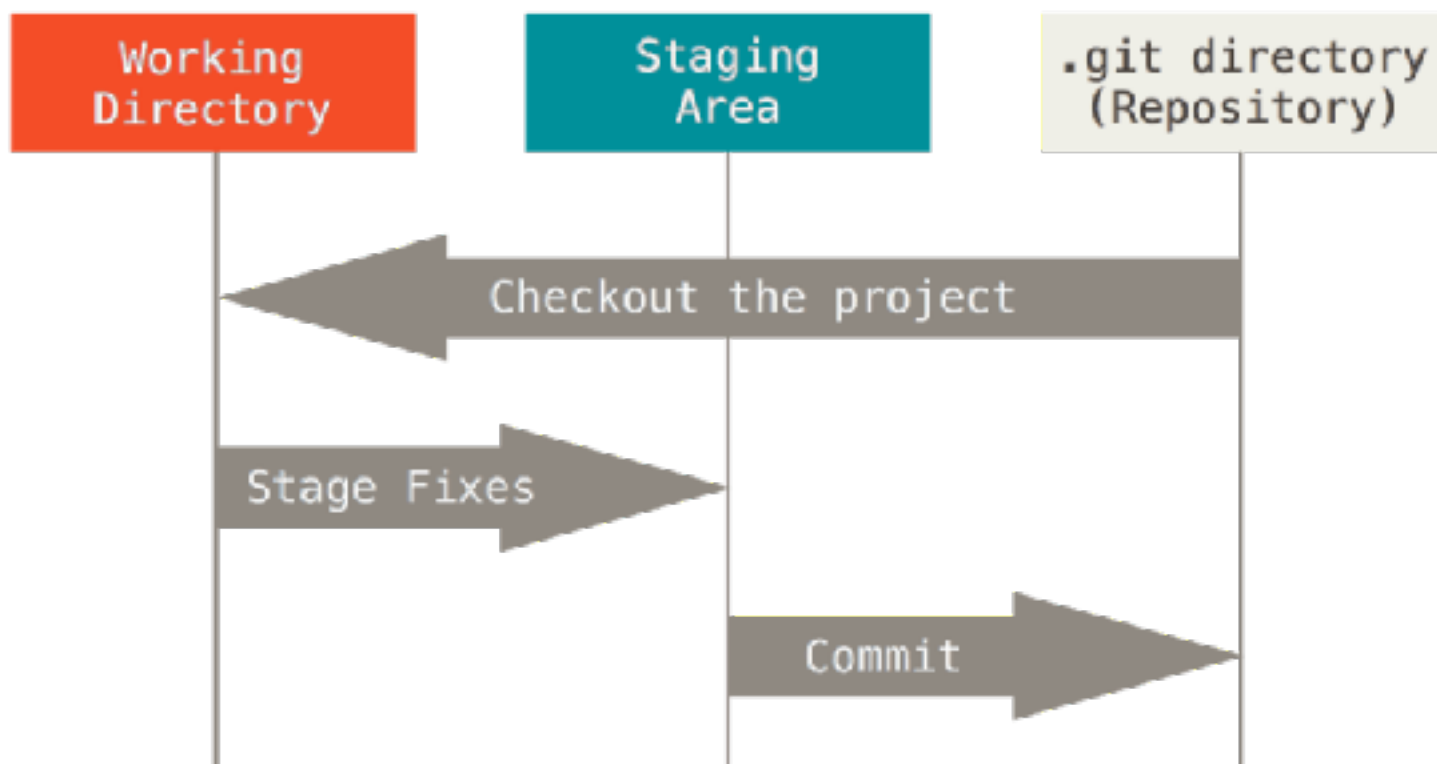 Working
Directory
Staging
Area
.git directory
(Repository)
Checkout the project
Stage Fixes
Commit